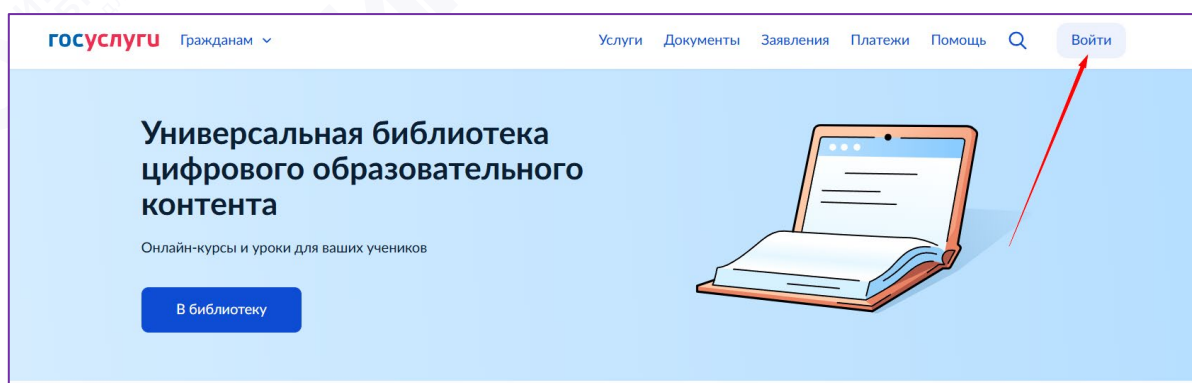 госуслуги Гражданам Услуги Документы Заявления Платежи Помощь Войти
Универсальная библиотека
цифрового образовательного
контента
Онлайн-курсы и уроки для ваших учеников
В библиотеку